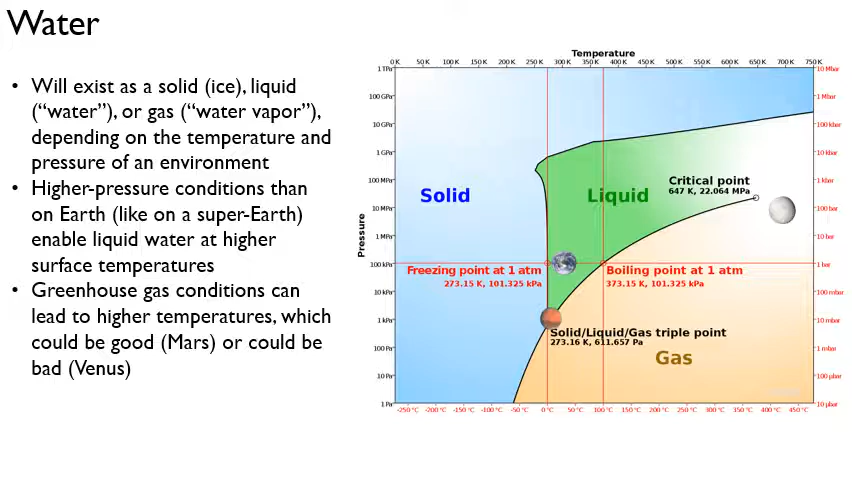 Water
• Will exist as a solid (ice), liquid
(“water”), or gas (“water vapor”),
depending on the temperature and
pressure of an environment
• Higher-pressure conditions than
on Earth (like on a super-Earth)
enable liquid water at higher
surface temperatures
• Greenhouse gas conditions can
lead to higher temperatures, which
could be good (Mars) or could be
bad (Venus)
Temperature
0 K 50 K 100 K 150 K 200 K 250 K 300 K 350 K 400 K 450 K 500 K 550 K 600 K 650 K 700 K 750 K
1 TPa 10 Mbar
100 GPa 1 Mbar
10 GPa 100 kbar
1 GPa 10 kbar
100 MPa 1 kbar
Critical point
647 K, 22.064 MPa
Solid Liquid
10 MPa 100 bar
Pressure
1 MPa 10 bar
100 kPa 1 bar
Freezing point at 1 atm Boiling point at 1 atm
273.15 K, 101.325 kPa 373.15 K, 101.325 kPa
10 kPa 100 mbar
1 kPa 10 mbar
Solid/Liquid/Gas triple point
273.16 K, 611.657 Pa
100 Pa 1 mbar
Gas
10 Pa 100 µbar
1 Pa 10 µbar
-250 °C -200 °C -150 °C -100 °C -50 °C 0 °C 50 °C 100 °C 150 °C 200 °C 250 °C 300 °C 350 °C 400 °C 450 °C